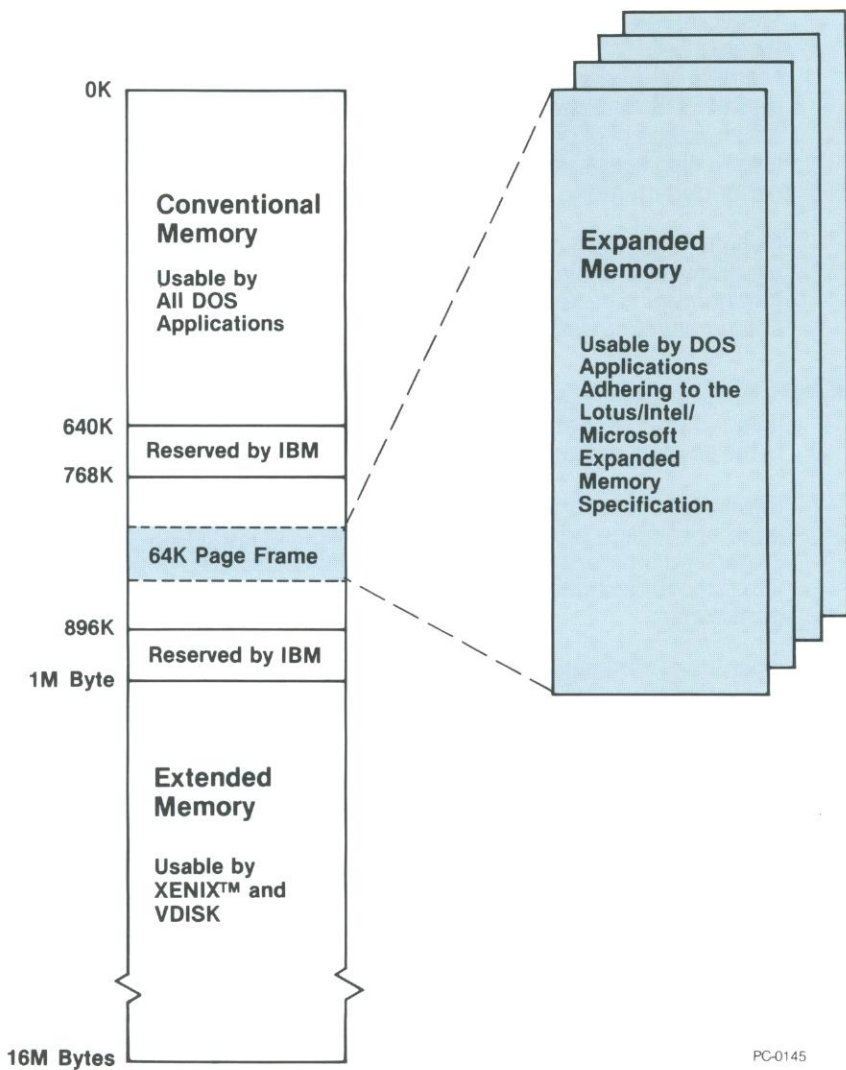 0K
Conventional
Memory
Usable by
All DOS
Applications
640K
Reserved by IBM
768K
64K Page Frame
896K
Reserved by IBM
1M Byte
Extended
Memory
Usable by
XENIX™ and
VDISK
16M Bytes
Expanded
Memory
Usable by DOS
Applications
Adhering to the
Lotus/Intel/
Microsoft
Expanded
Memory
Specification
PC-0145